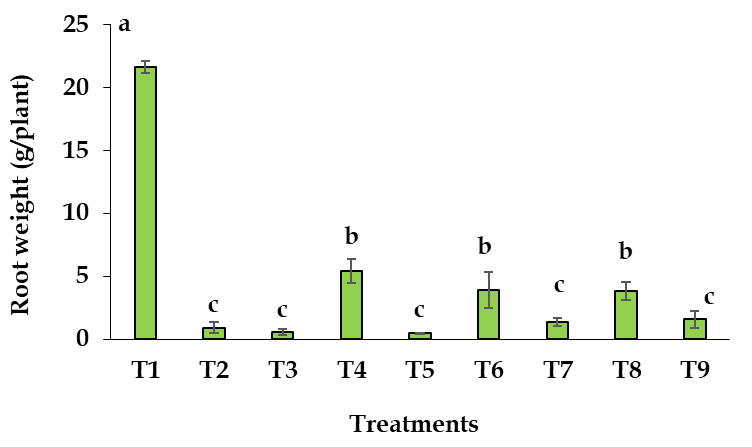 Root weight (g/plant)
25
20
15
10
5
0
a
c
c
b
c
b
c
b
c
T1 T2 T3 T4 T5 T6 T7 T8 T9
Treatments